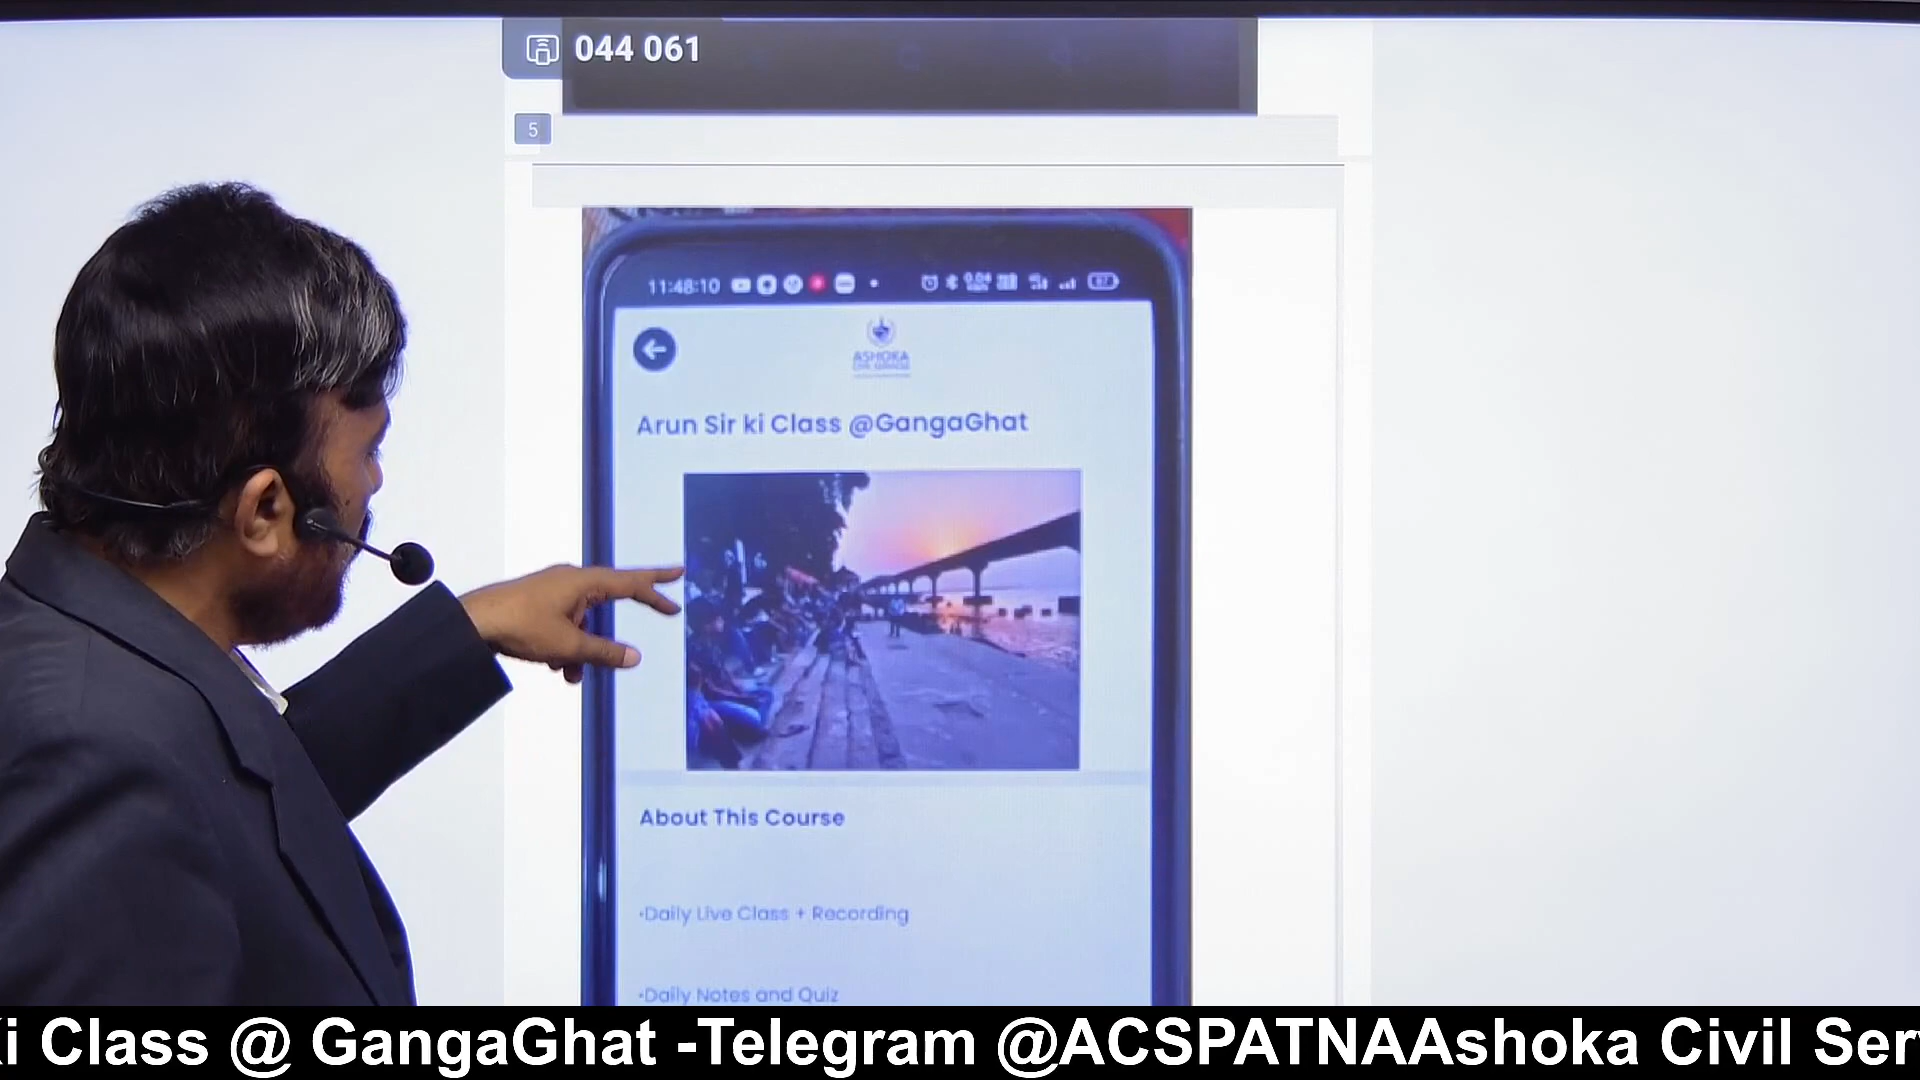 044 061
5
11:48:10
ASHOKA
Arun Sir ki Class @GangaGhat
About This Course
•Daily Live Class + Recording
•Daily Notes and Quiz
Ki Class @ GangaGhat -Telegram @ACSPATNAAshoka Civil Ser